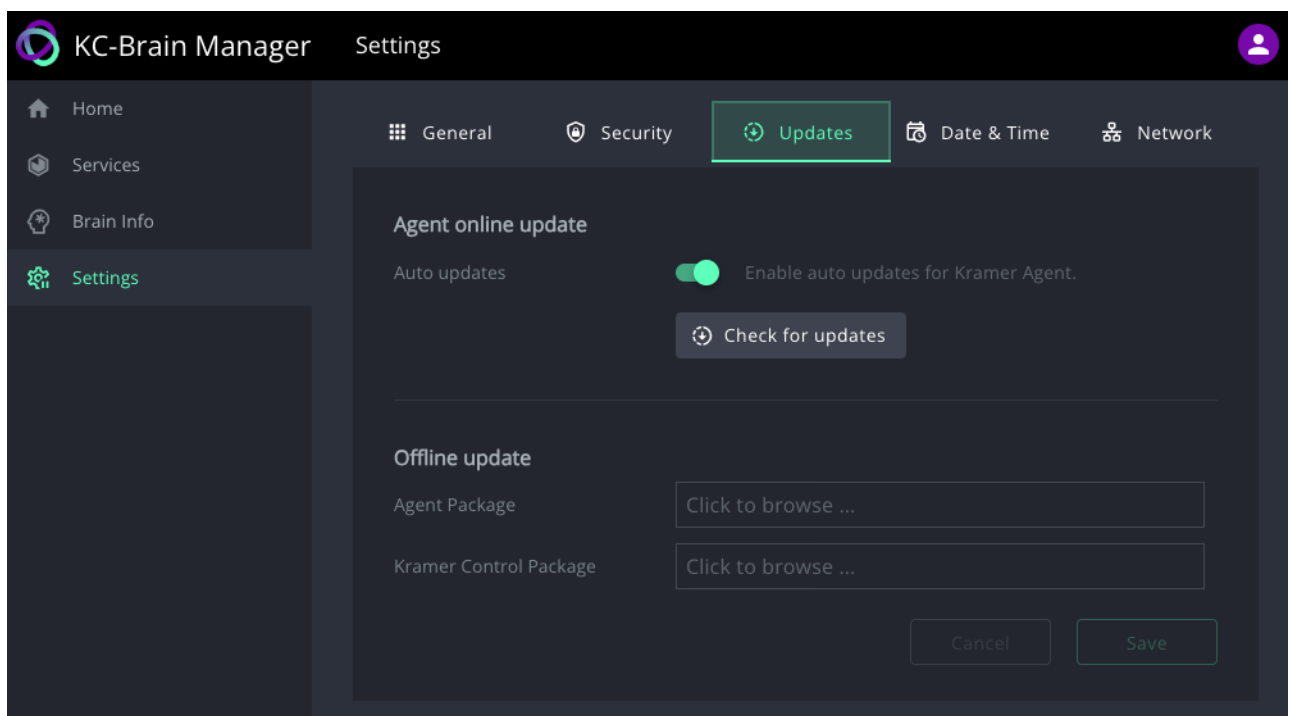 KC-Brain Manager
Settings
Home
Services
Brain Info
Settings
General
Security
Updates
Date & Time
Network
Agent online update
Auto updates
Enable auto updates for Kramer Agent.
Check for updates
Offline update
Agent Package
Click to browse ...
Kramer Control Package
Click to browse ...
Cancel
Save